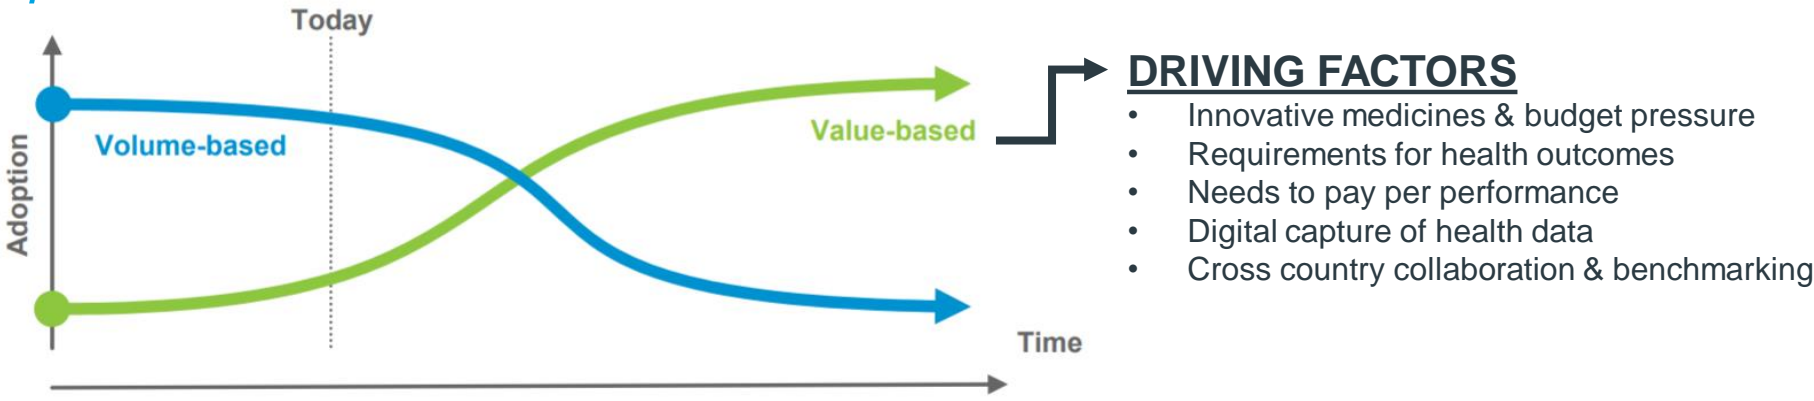 Today
Adoption
Volume-based
Value-based
Time
DRIVING FACTORS
• Innovative medicines & budget pressure
• Requirements for health outcomes
• Needs to pay per performance
• Digital capture of health data
• Cross country collaboration & benchmarking